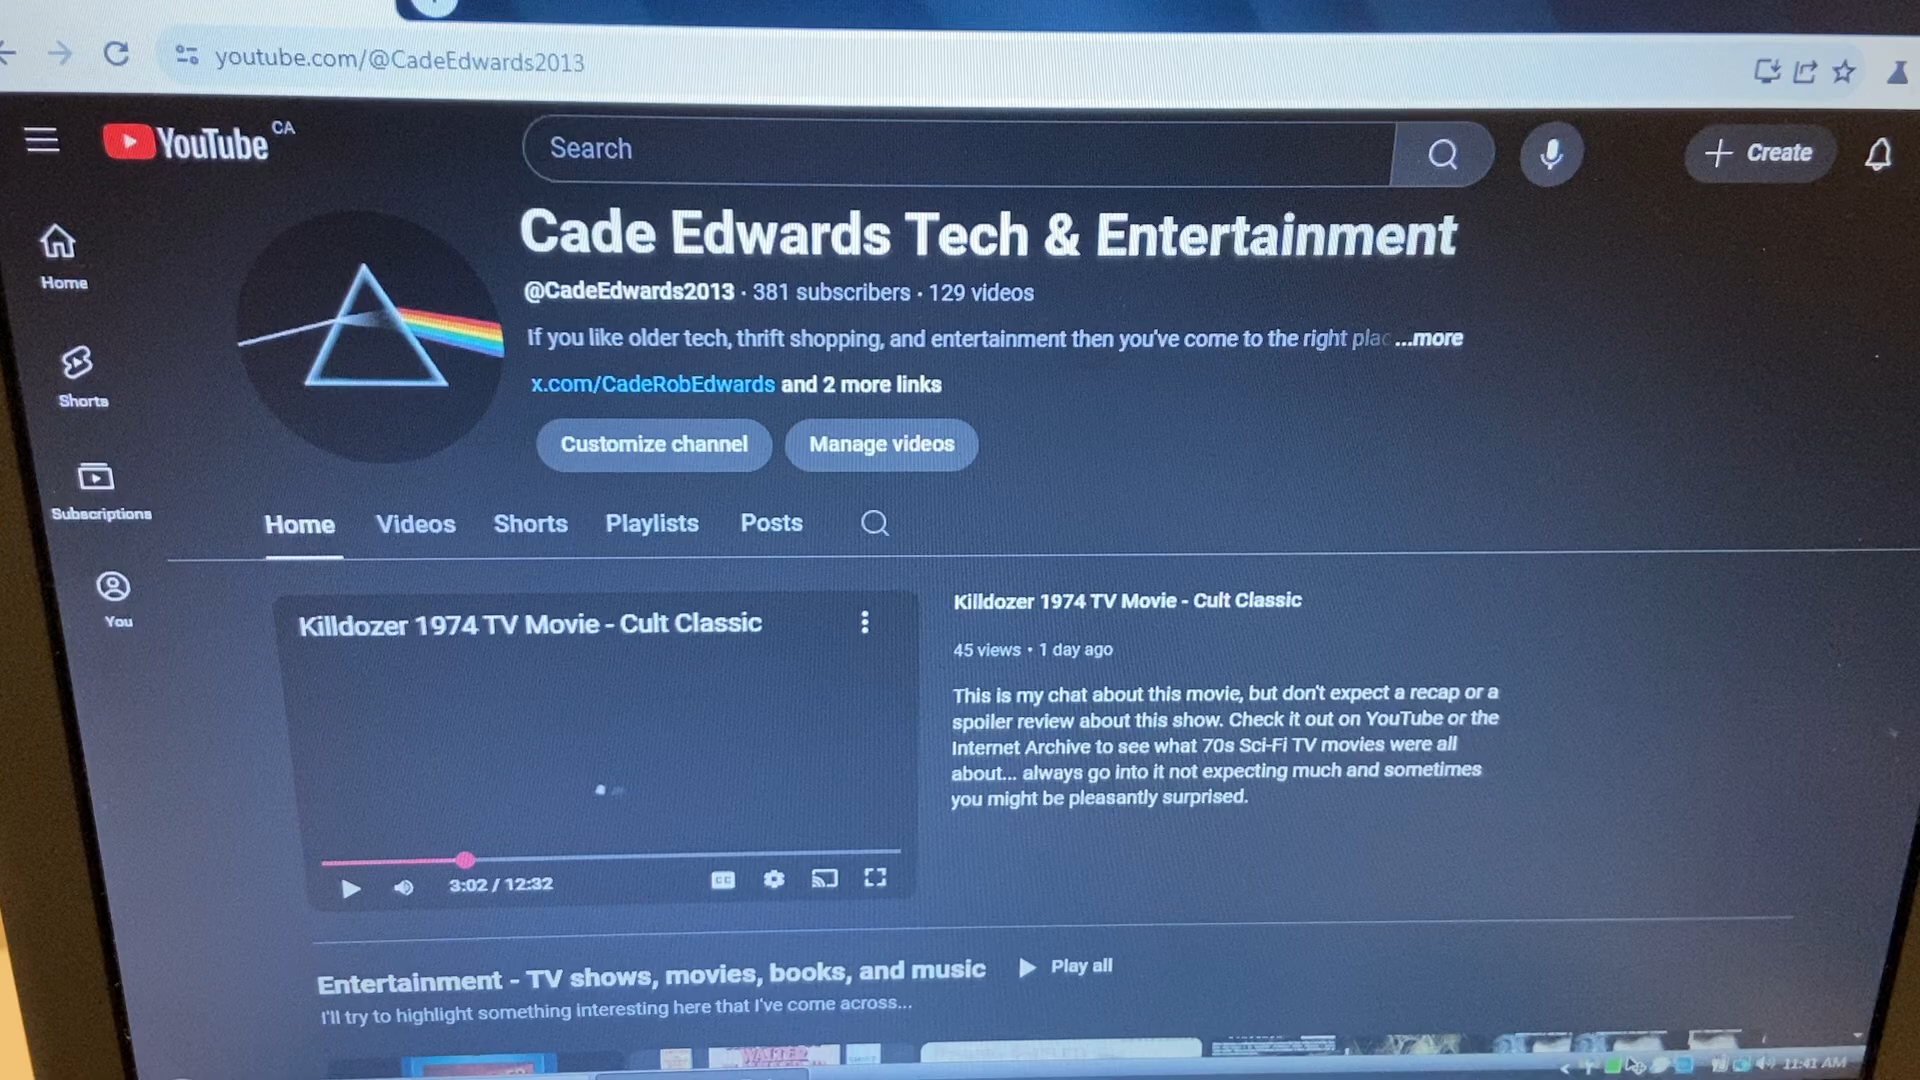 youtube.com/@CadeEdwards2013
YouTube CA
Search
Create
Home
Shorts
Subscriptions
You
Cade Edwards Tech & Entertainment
@CadeEdwards2013 · 381 subscribers · 129 videos
If you like older tech, thrift shopping, and entertainment then you've come to the right plac ...more
x.com/CadeRobEdwards and 2 more links
Customize channel
Manage videos
Home Videos Shorts Playlists Posts
Killdozer 1974 TV Movie - Cult Classic
CC
3:02 / 12:32
Killdozer 1974 TV Movie - Cult Classic
45 views • 1 day ago
This is my chat about this movie, but don't expect a recap or a
spoiler review about this show. Check it out on YouTube or the
Internet Archive to see what 70s Sci-Fi TV movies were all
about... always go into it not expecting much and sometimes
you might be pleasantly surprised.
Entertainment - TV shows, movies, books, and music
Play all
I'll try to highlight something interesting here that I've come across...
WALTER
11:41 AM